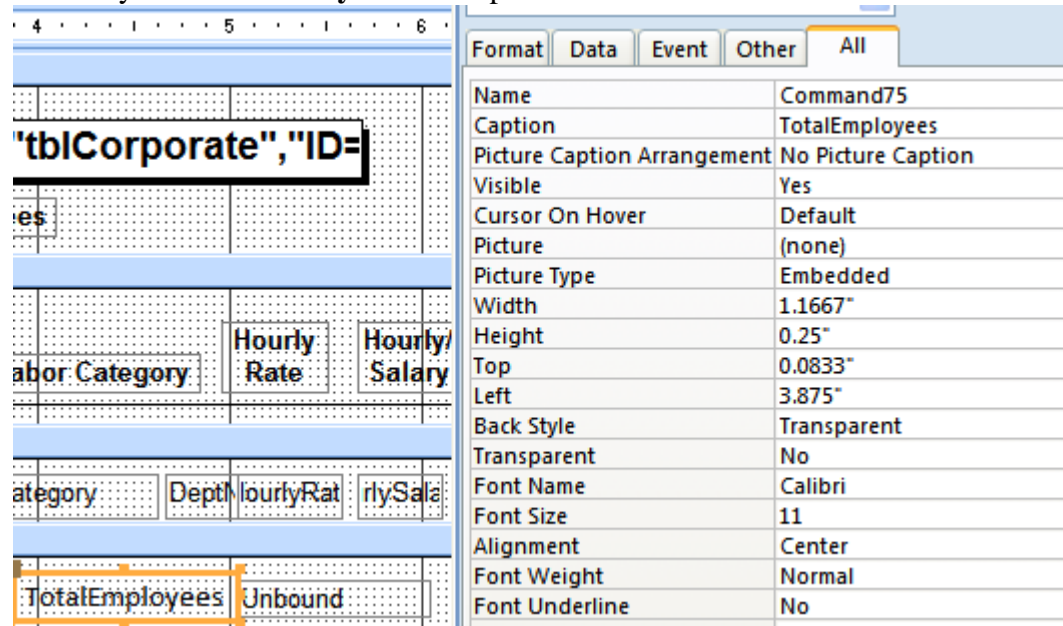 4 5 6
"tblCorporate","ID=
es
Hourly Rate
Hourly/ Salary
abor Category
ategory DeptN lourlyRat rlySala
TotalEmployees Unbound
Format Data Event Other All
Name Command75
Caption TotalEmployees
Picture Caption Arrangement No Picture Caption
Visible Yes
Cursor On Hover Default
Picture (none)
Picture Type Embedded
Width 1.1667"
Height 0.25"
Top 0.0833"
Left 3.875"
Back Style Transparent
Transparent No
Font Name Calibri
Font Size 11
Alignment Center
Font Weight Normal
Font Underline No